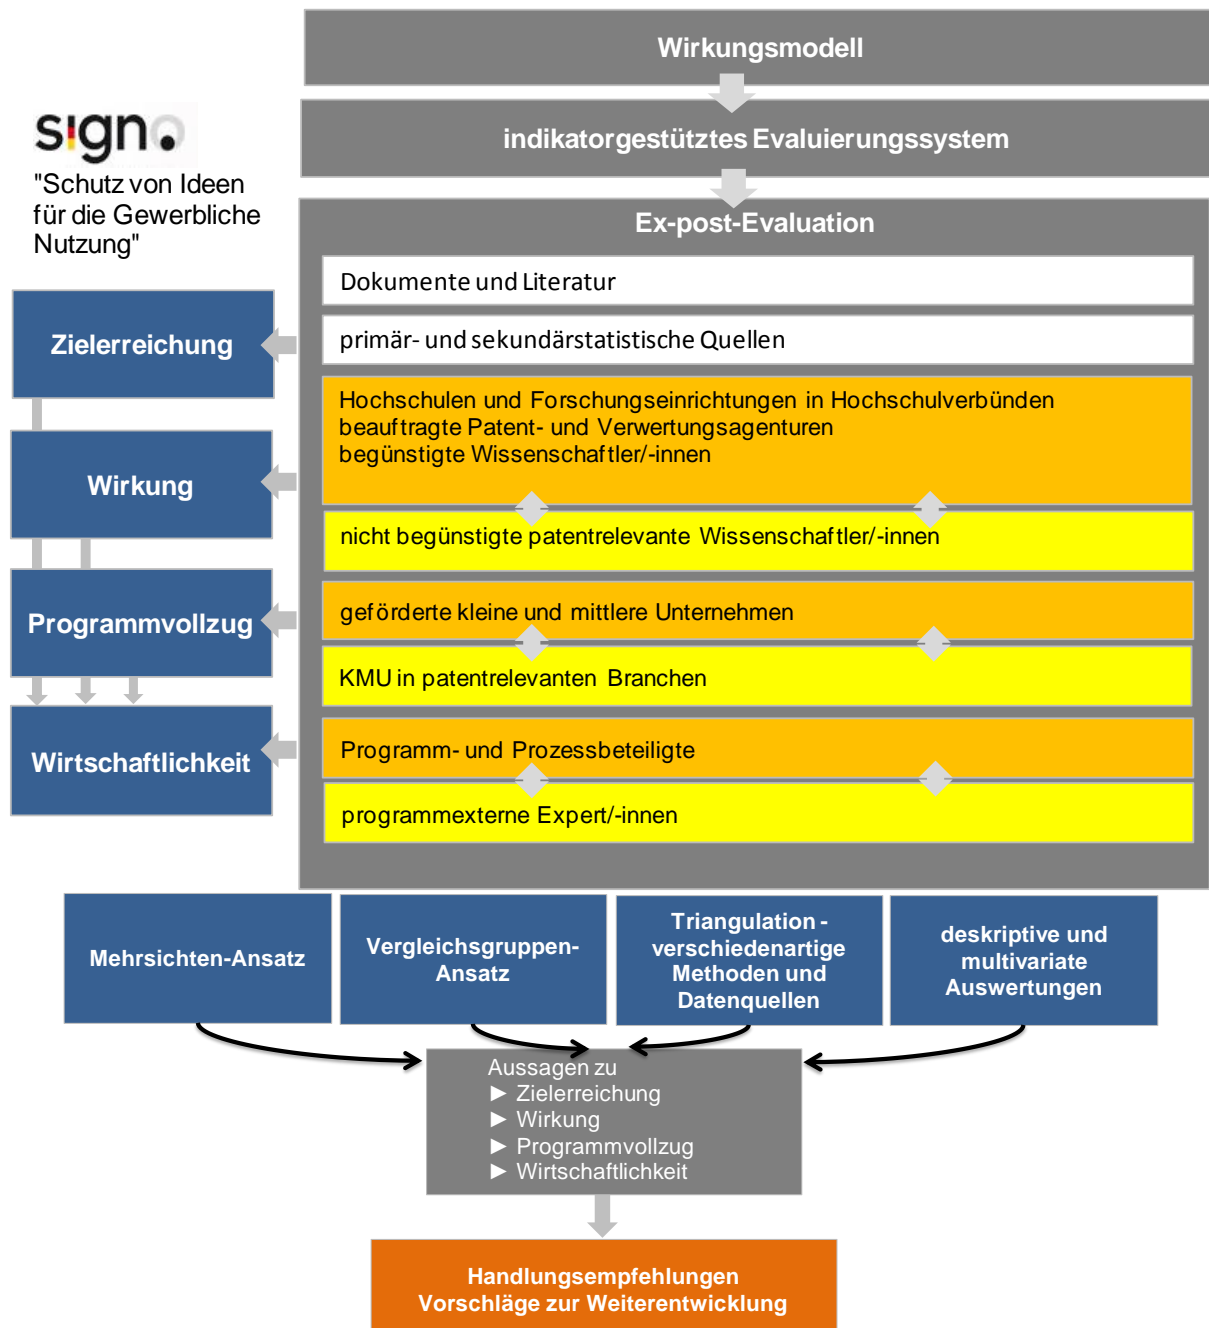 Wirkungsmodell
signo
indikatorgestütztes Evaluierungssystem
"Schutz von Ideen
für die Gewerbliche
Nutzung"
Ex-post-Evaluation
Dokumente und Literatur
primär- und sekundärstatistische Quellen
Hochschulen und Forschungseinrichtungen in Hochschulverbünden
beauftragte Patent- und Verwertungsagenturen
begünstigte Wissenschaftler/-innen
nicht begünstigte patentrelevante Wissenschaftler/-innen
geförderte kleine und mittlere Unternehmen
KMU in patentrelevanten Branchen
Programm- und Prozessbeteiligte
programmexterne Expert/-innen
Zielerreichung
Wirkung
Programmvollzug
Wirtschaftlichkeit
Mehrsichten-Ansatz
Vergleichsgruppen-
Ansatz
Triangulation -
verschiedenartige
Methoden und
Datenquellen
deskriptive und
multivariate
Auswertungen
Aussagen zu
► Zielerreichung
► Wirkung
► Programmvollzug
► Wirtschaftlichkeit
Handlungsempfehlungen
Vorschläge zur Weiterentwicklung